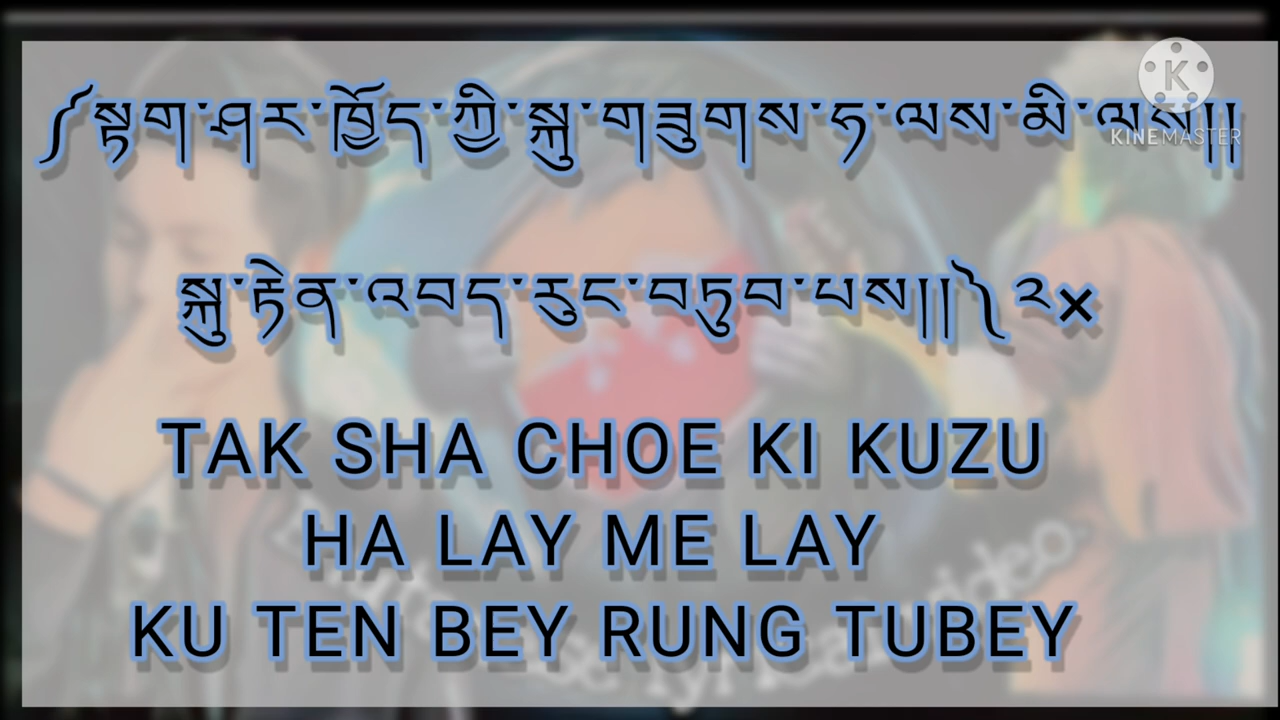 ༼སྟག་ཤར་ཁྱོད་ཀྱི་སྐུ་གཟུགས་ཧ་ལས་མི་ལས།།
K
KINEMASTER
སྐུ་རྟེན་འབད་རུང་བཏུབ་པས།།༽༢×
TAK SHA CHOE KI KUZU
HA LAY ME LAY
KU TEN BEY RUNG TUBEY